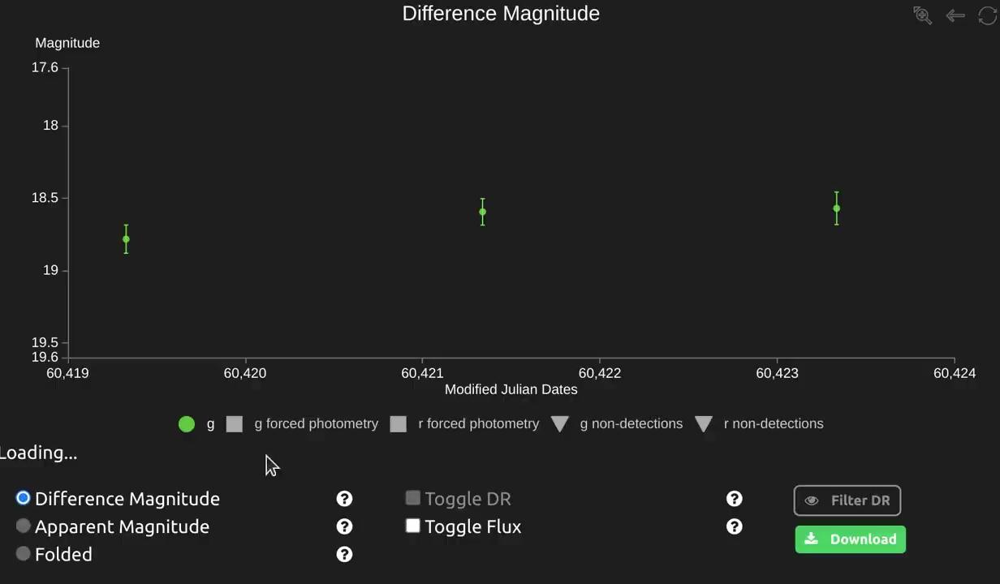 Difference Magnitude
Magnitude
17.6
18
18.5
19
19.5
19.6
60,419 60,420 60,421 60,422 60,423 60,424
Modified Julian Dates
g g forced photometry r forced photometry g non-detections r non-detections
Loading...
Difference Magnitude ? Toggle DR ? Filter DR
Apparent Magnitude ? Toggle Flux ? Download
Folded ?